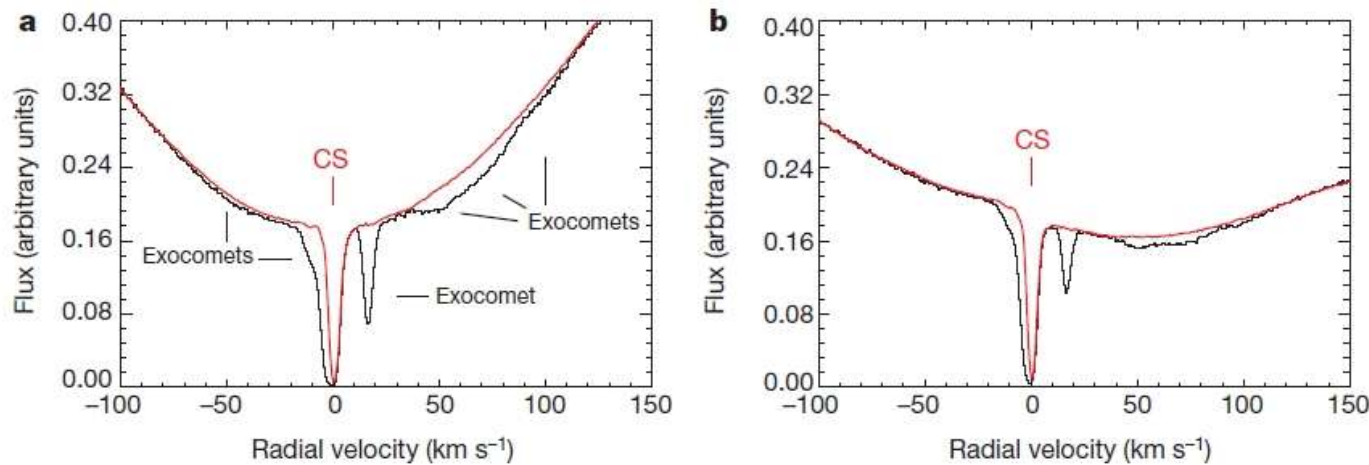 a
0.40
0.32
0.24
0.16
0.08
0.00
Flux (arbitrary units)
CS
Exocomets
Exocomets
Exocomet
–100
–50
0
50
100
150
Radial velocity (km s–1)
b
0.40
0.32
0.24
0.16
0.08
0.00
Flux (arbitrary units)
CS
–100
–50
0
50
100
150
Radial velocity (km s–1)